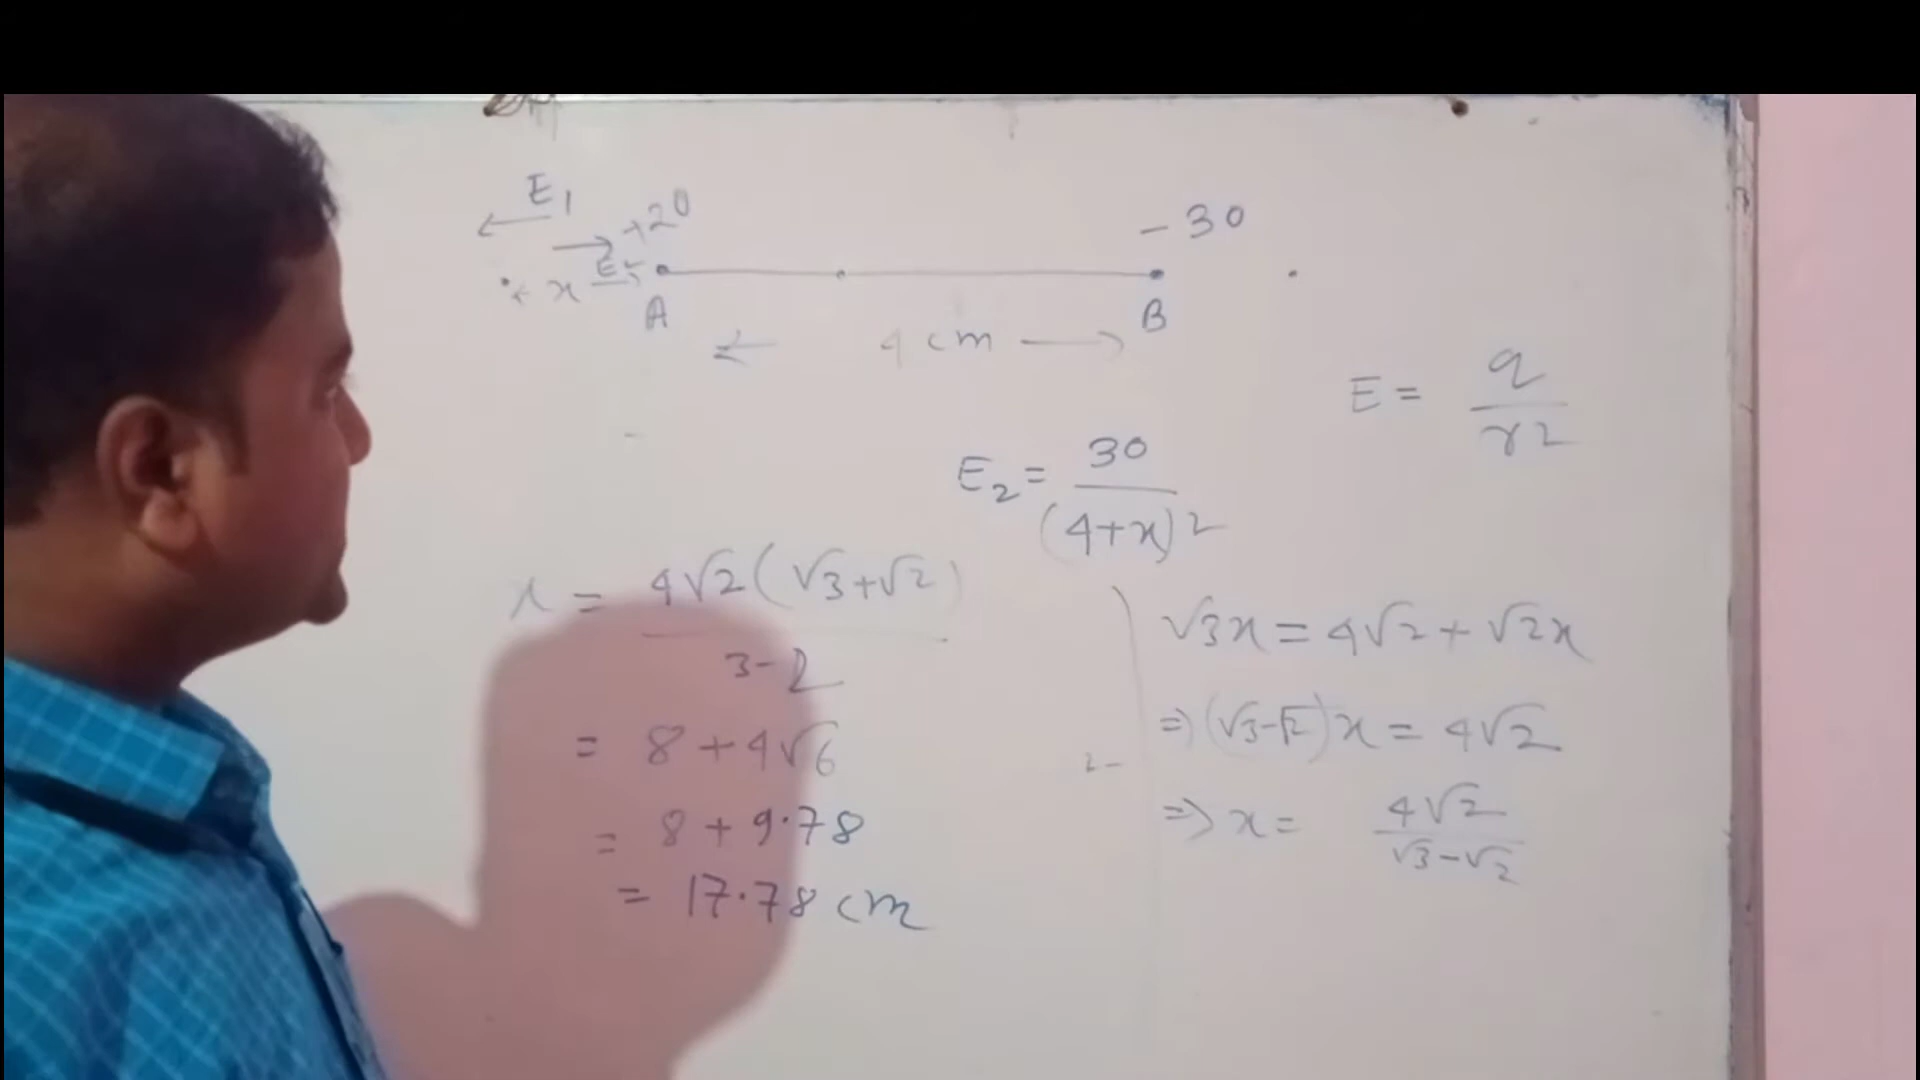 E1
+20
- 30
E2
x
A
B
4 cm
E = q/r2
E2 = 30/(4+x)2
x = 4√2(√3+√2)/3-2
= 8+4√6
= 8+9.78
= 17.78 cm
√3x = 4√2+√2x
=> (√3-√2)x = 4√2
=> x = 4√2/√3-√2